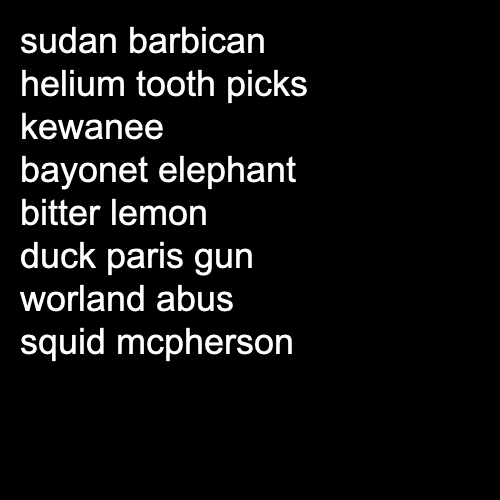 sudan barbican
helium tooth picks
kewanee
bayonet elephant
bitter lemon
duck paris gun
worland abus
squid mcpherson